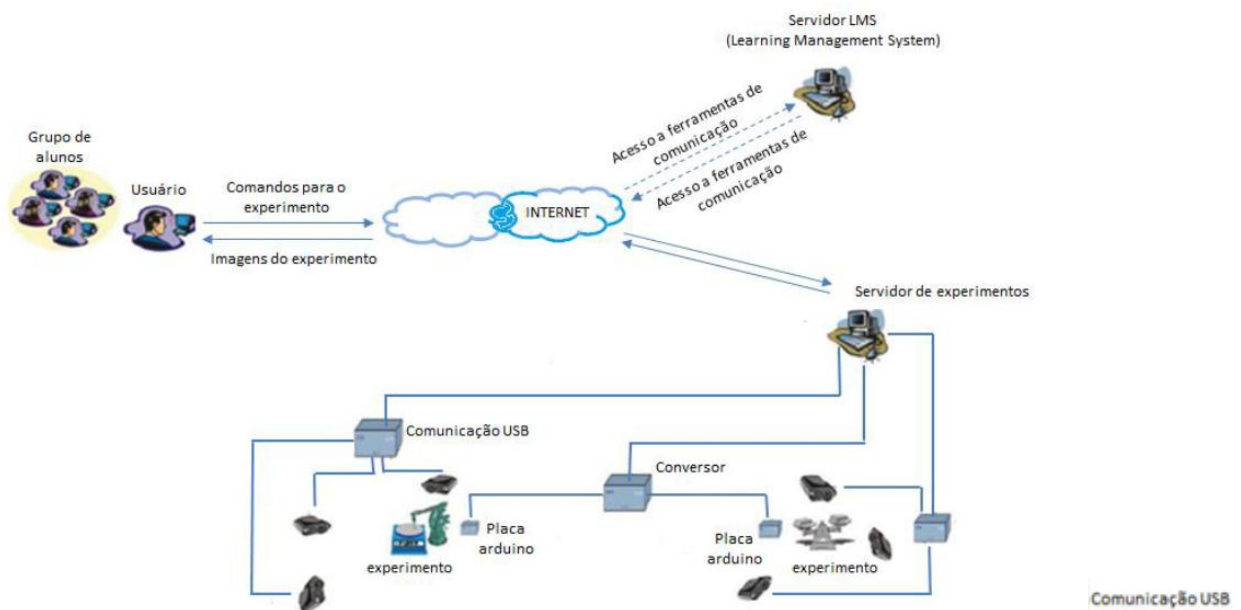 Servidor LMS
(Learning Management System)
Acesso a ferramentas de
comunicação
Acesso a ferramentas de
comunicação
Grupo de
alunos
Usuário
Comandos para o
experimento
INTERNET
Imagens do experimento
Servidor de experimentos
Comunicação USB
Conversor
Placa
arduino
experimento
Placa
arduino
experimento
Comunicação USB